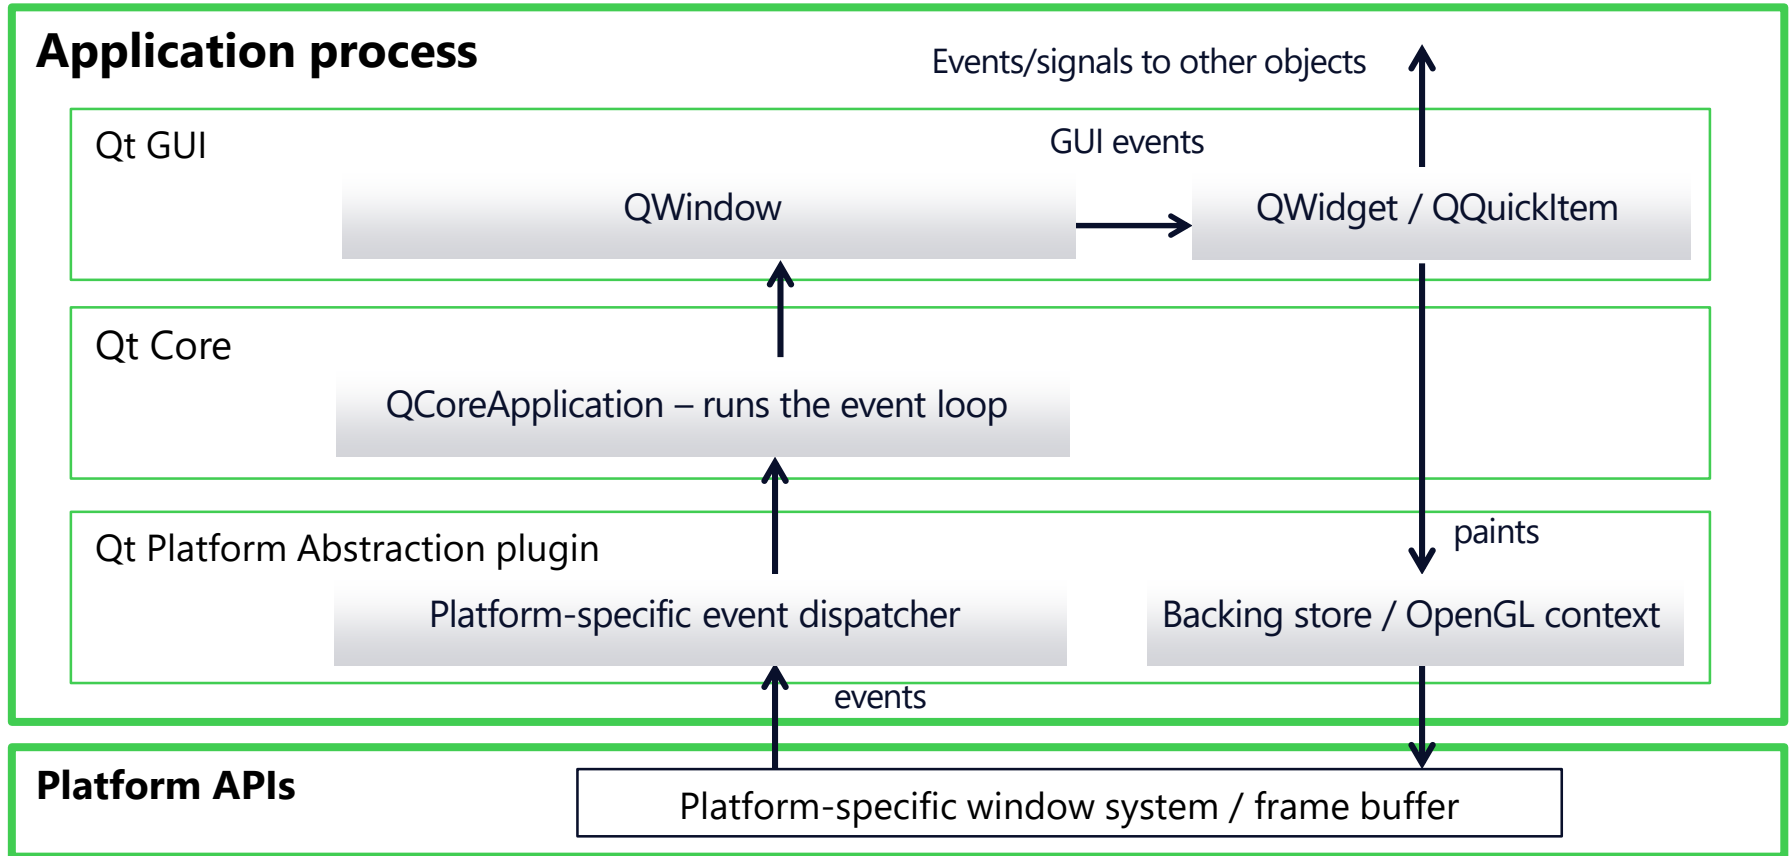 Application process
Events/signals to other objects
Qt GUI
GUI events
QWindow
QWidget / QQuickItem
Qt Core
QCoreApplication – runs the event loop
Qt Platform Abstraction plugin
paints
Platform-specific event dispatcher
Backing store / OpenGL context
events
Platform APIs
Platform-specific window system / frame buffer